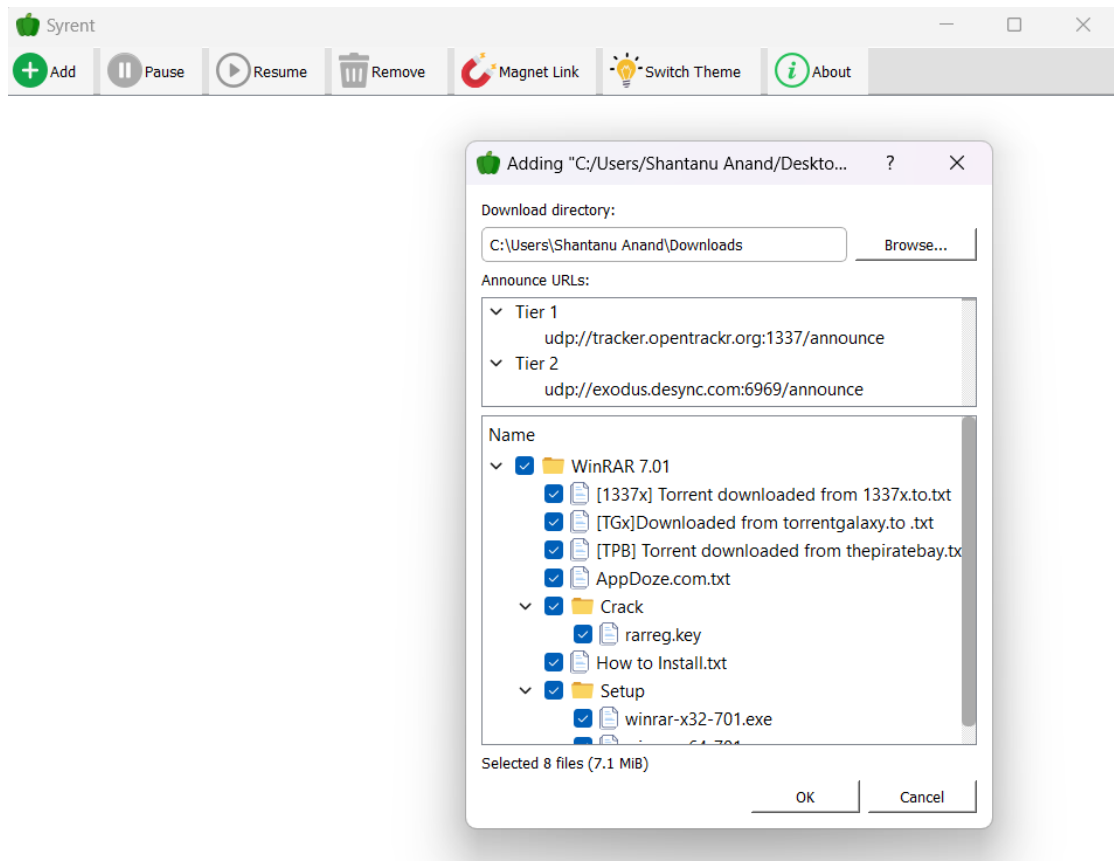 Syrent
Add Pause Resume Remove Magnet Link Switch Theme About
Adding "C:/Users/Shantanu Anand/Deskto... ?
Download directory:
C:\Users\Shantanu Anand\Downloads Browse...
Announce URLs:
Tier 1
udp://tracker.opentrackr.org:1337/announce
Tier 2
udp://exodus.desync.com:6969/announce
Name
WinRAR 7.01
[1337x] Torrent downloaded from 1337x.to.txt
[TGx]Downloaded from torrentgalaxy.to .txt
[TPB] Torrent downloaded from thepiratebay.tx
AppDoze.com.txt
Crack
rarreg.key
How to Install.txt
Setup
winrar-x32-701.exe
Selected 8 files (7.1 MiB)
OK Cancel